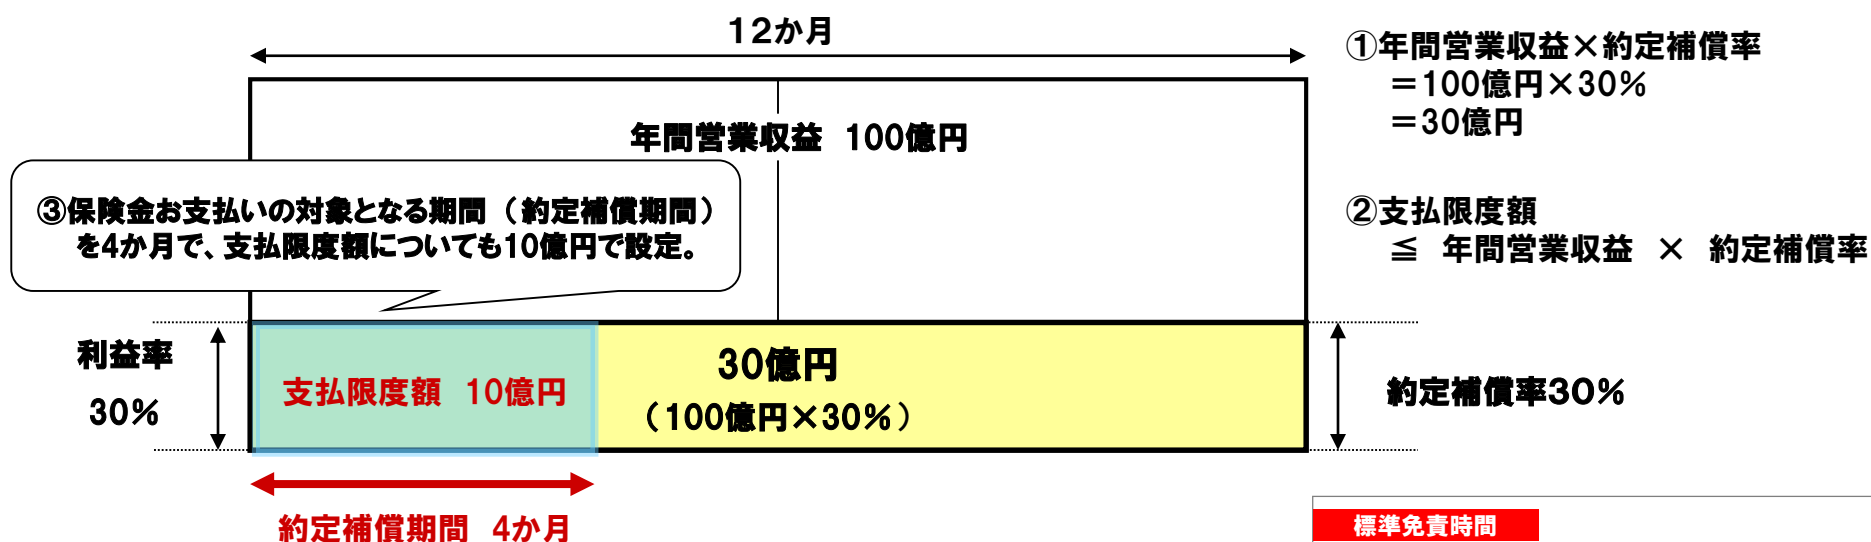 12か月
①年間営業収益×約定補償率
＝100億円×30%
＝30億円
年間営業収益　100億円
②支払限度額
≦　年間営業収益　×　約定補償率
③保険金お支払いの対象となる期間（約定補償期間）
を4か月で、支払限度額についても10億円で設定。
利益率
30%
支払限度額　10億円
30億円
（100億円×30%）
約定補償率30%
約定補償期間　4か月
標準免責時間